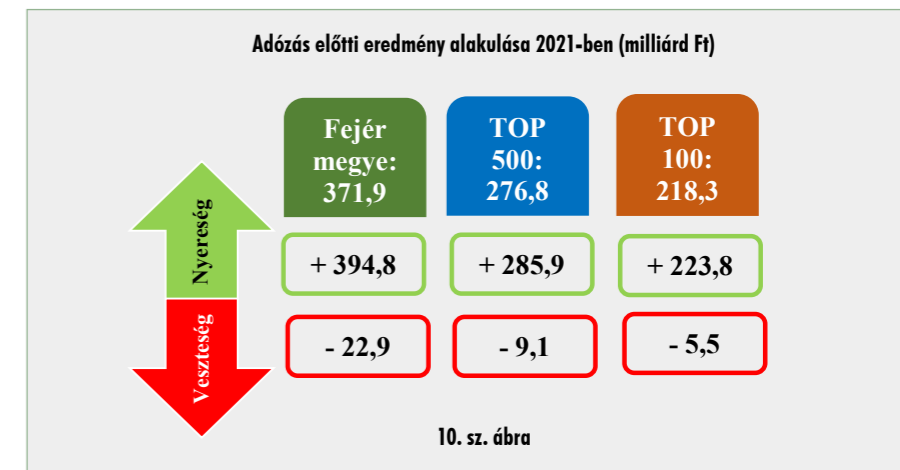 Adózás előtti eredmény alakulása 2021-ben (milliárd Ft)
Fejér
megye:
371,9
TOP
500:
276,8
TOP
100:
218,3
Nyereség
+ 394,8
+ 285,9
+ 223,8
Veszteség
- 22,9
- 9,1
- 5,5
10. sz. ábra